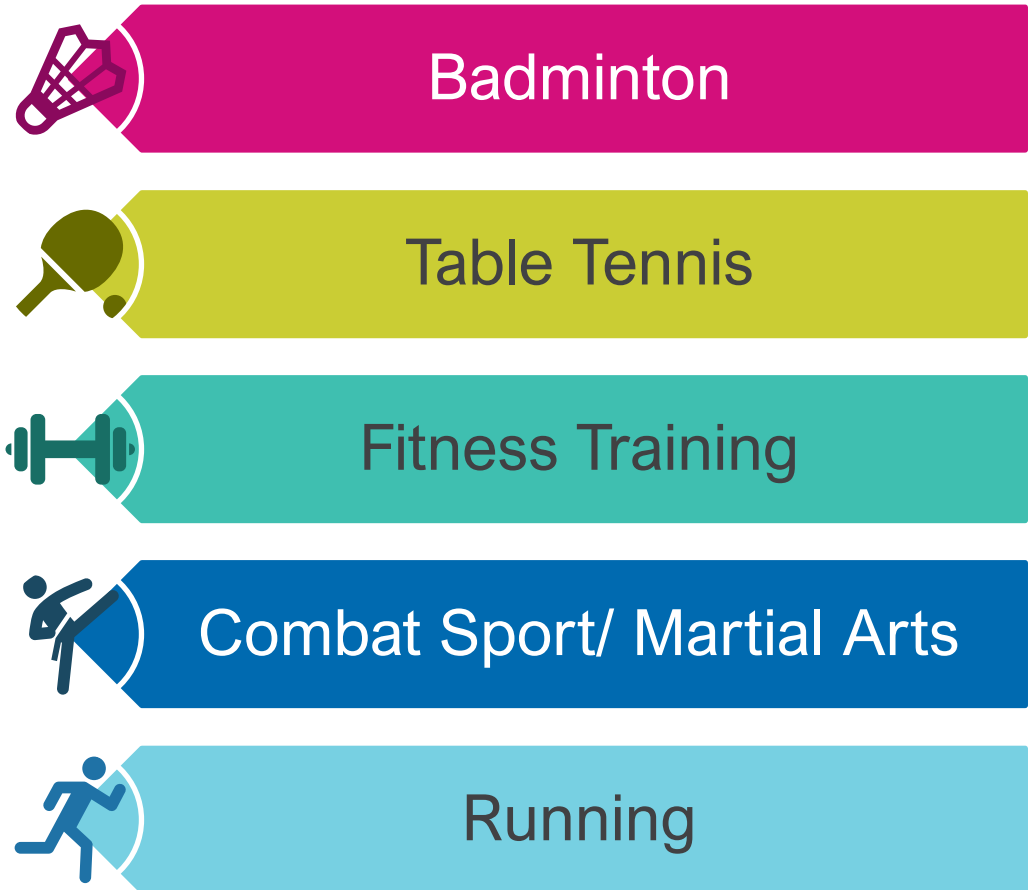 Badminton
Table Tennis
Fitness Training
Combat Sport/ Martial Arts
Running